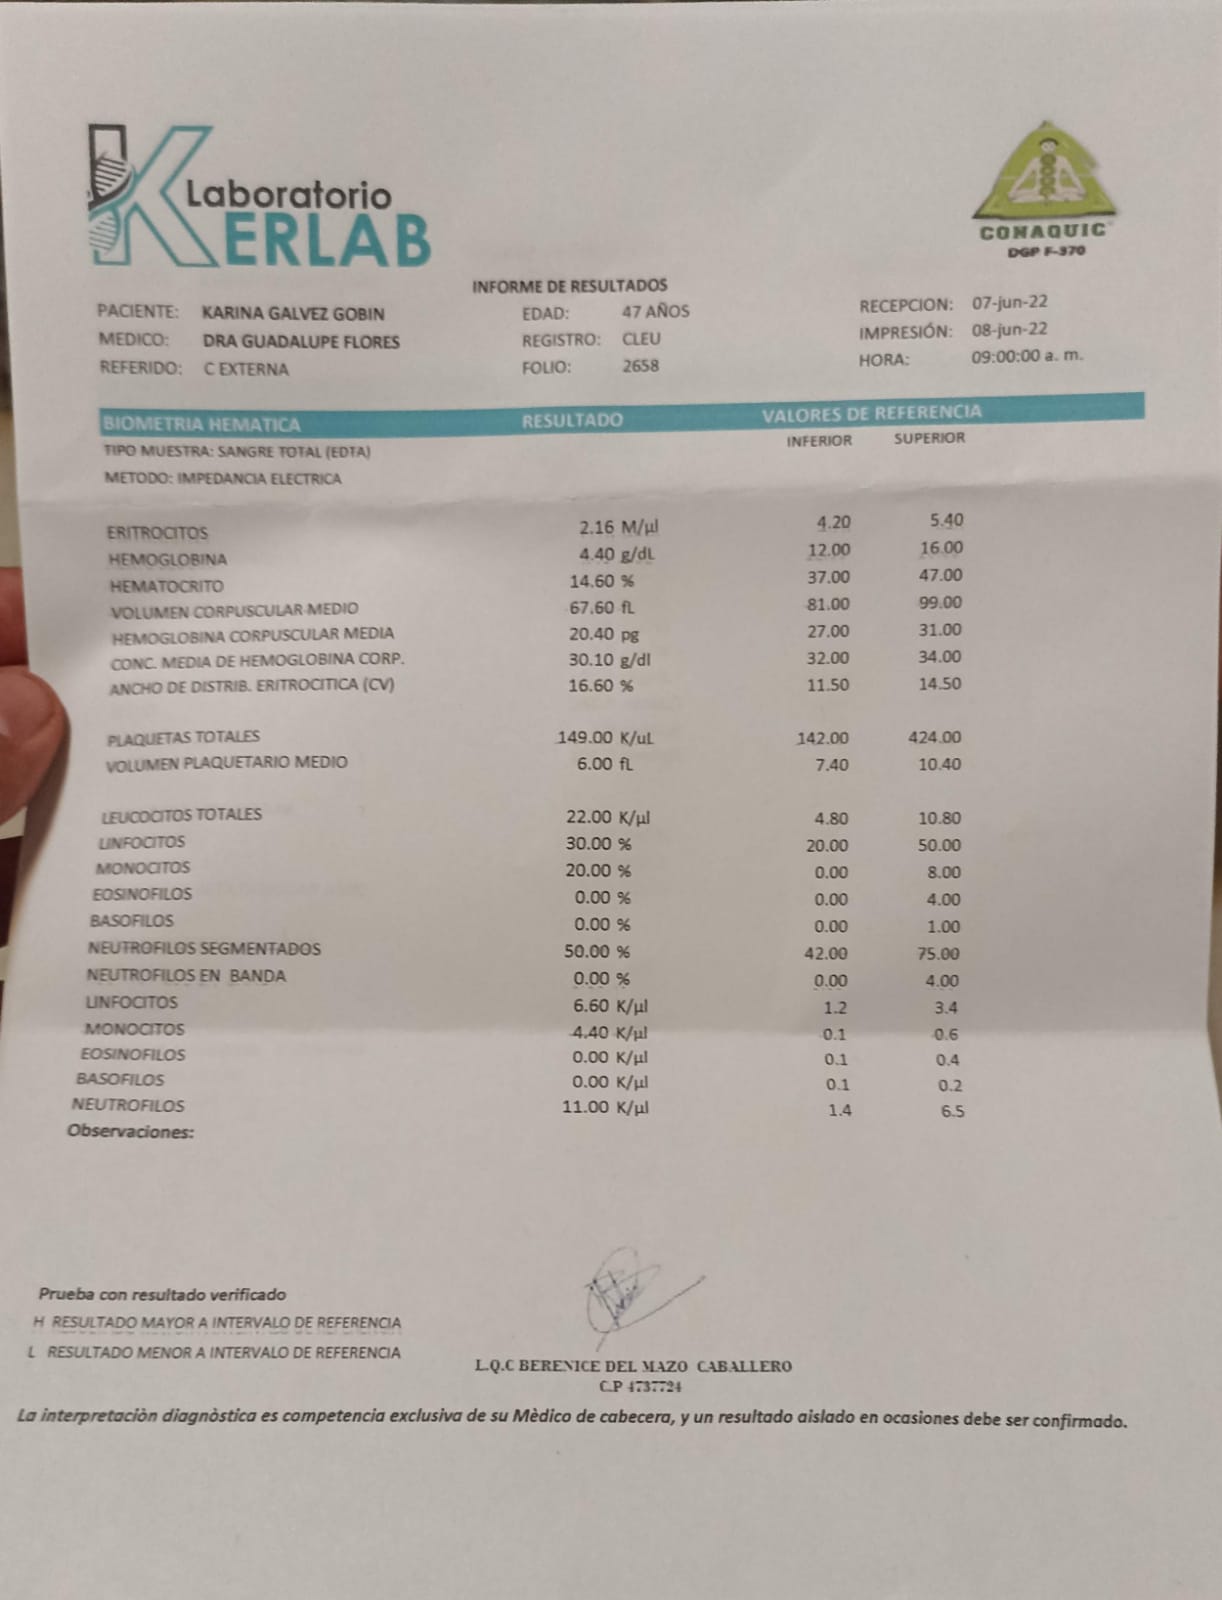 Laboratorio
KERLAB
CONAQUIC
DGP F-370
INFORME DE RESULTADOS
PACIENTE: KARINA GALVEZ GOBIN EDAD: 47 AÑOS RECEPCION: 07-jun-22
MEDICO: DRA GUADALUPE FLORES REGISTRO: CLEU IMPRESIÓN: 08-jun-22
REFERIDO: C EXTERNA FOLIO: 2658 HORA: 09:00:00 a. m.
BIOMETRIA HEMATICA RESULTADO VALORES DE REFERENCIA
TIPO MUESTRA: SANGRE TOTAL (EDTA) INFERIOR SUPERIOR
METODO: IMPEDANCIA ELECTRICA
ERITROCITOS 2.16 M/µl 4.20 5.40
HEMOGLOBINA 4.40 g/dL 12.00 16.00
HEMATOCRITO 14.60 % 37.00 47.00
VOLUMEN CORPUSCULAR MEDIO 67.60 fL 81.00 99.00
HEMOGLOBINA CORPUSCULAR MEDIA 20.40 pg 27.00 31.00
CONC. MEDIA DE HEMOGLOBINA CORP. 30.10 g/dl 32.00 34.00
ANCHO DE DISTRIB. ERITROCITICA (CV) 16.60 % 11.50 14.50
PLAQUETAS TOTALES 149.00 K/uL 142.00 424.00
VOLUMEN PLAQUETARIO MEDIO 6.00 fL 7.40 10.40
LEUCOCITOS TOTALES 22.00 K/µl 4.80 10.80
LINFOCITOS 30.00 % 20.00 50.00
MONOCITOS 20.00 % 0.00 8.00
EOSINOFILOS 0.00 % 0.00 4.00
BASOFILOS 0.00 % 0.00 1.00
NEUTROFILOS SEGMENTADOS 50.00 % 42.00 75.00
NEUTROFILOS EN BANDA 0.00 % 0.00 4.00
LINFOCITOS 6.60 K/µl 1.2 3.4
MONOCITOS 4.40 K/µl 0.1 0.6
EOSINOFILOS 0.00 K/µl 0.1 0.4
BASOFILOS 0.00 K/µl 0.1 0.2
NEUTROFILOS 11.00 K/µl 1.4 6.5
Observaciones:
Prueba con resultado verificado
H RESULTADO MAYOR A INTERVALO DE REFERENCIA
L RESULTADO MENOR A INTERVALO DE REFERENCIA
L.Q.C BERENICE DEL MAZO CABALLERO
C.P 4737724
La interpretaciòn diagnòstica es competencia exclusiva de su Mèdico de cabecera, y un resultado aislado en ocasiones debe ser confirmado.